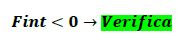 Fint < 0 → Verifica